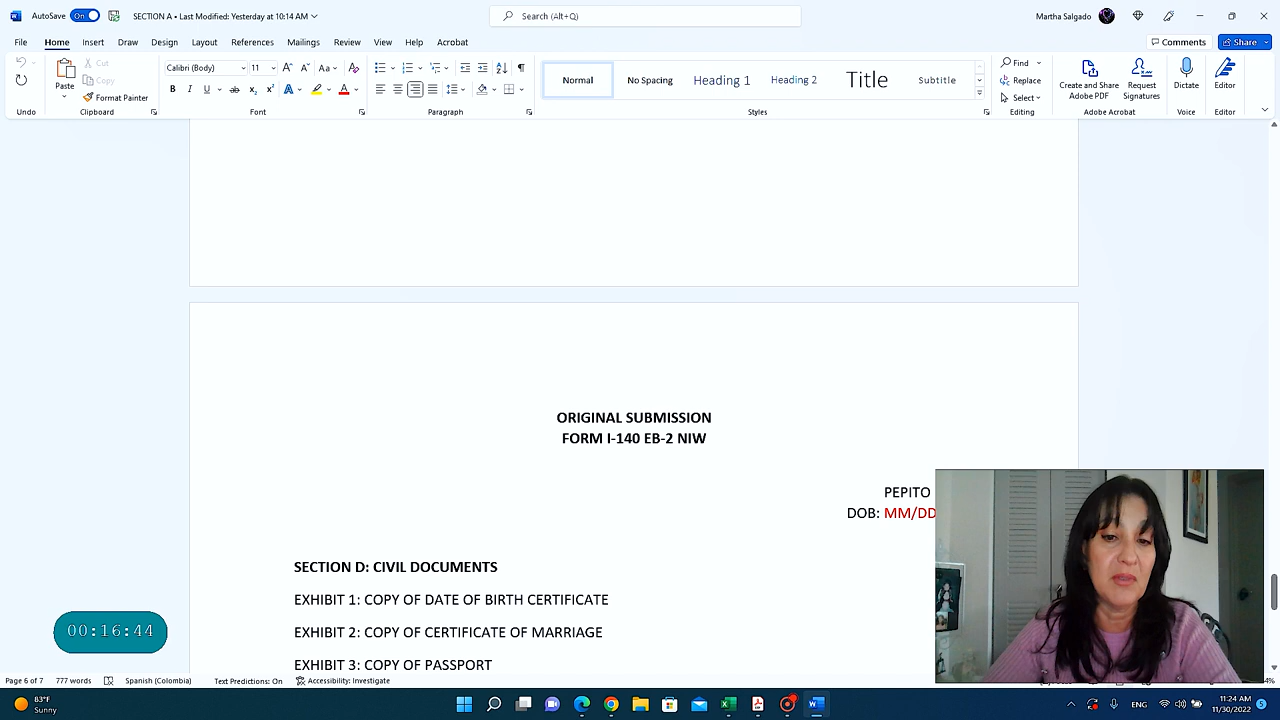 AutoSave On SECTION A • Last Modified: Yesterday at 10:14 AM Search (Alt+Q) Martha Salgado
File Home Insert Draw Design Layout References Mailings Review View Help Acrobat Comments Share
Paste Cut Copy Format Painter
Calibri (Body) 11
Normal No Spacing Heading 1 Heading 2 Title Subtitle
Find Replace Select
Create and Share Adobe PDF Request Signatures Dictate Editor
Undo Clipboard Font Paragraph Styles Editing Adobe Acrobat Voice Editor
ORIGINAL SUBMISSION
FORM I-140 EB-2 NIW
PEPITO
DOB: MM/DD
SECTION D: CIVIL DOCUMENTS
EXHIBIT 1: COPY OF DATE OF BIRTH CERTIFICATE
EXHIBIT 2: COPY OF CERTIFICATE OF MARRIAGE
EXHIBIT 3: COPY OF PASSPORT
00:16:44
Page 6 of 7 777 words Spanish (Colombia) Text Predictions: On Accessibility: Investigate
83°F
Sunny
ENG
11:24 AM
11/30/2022